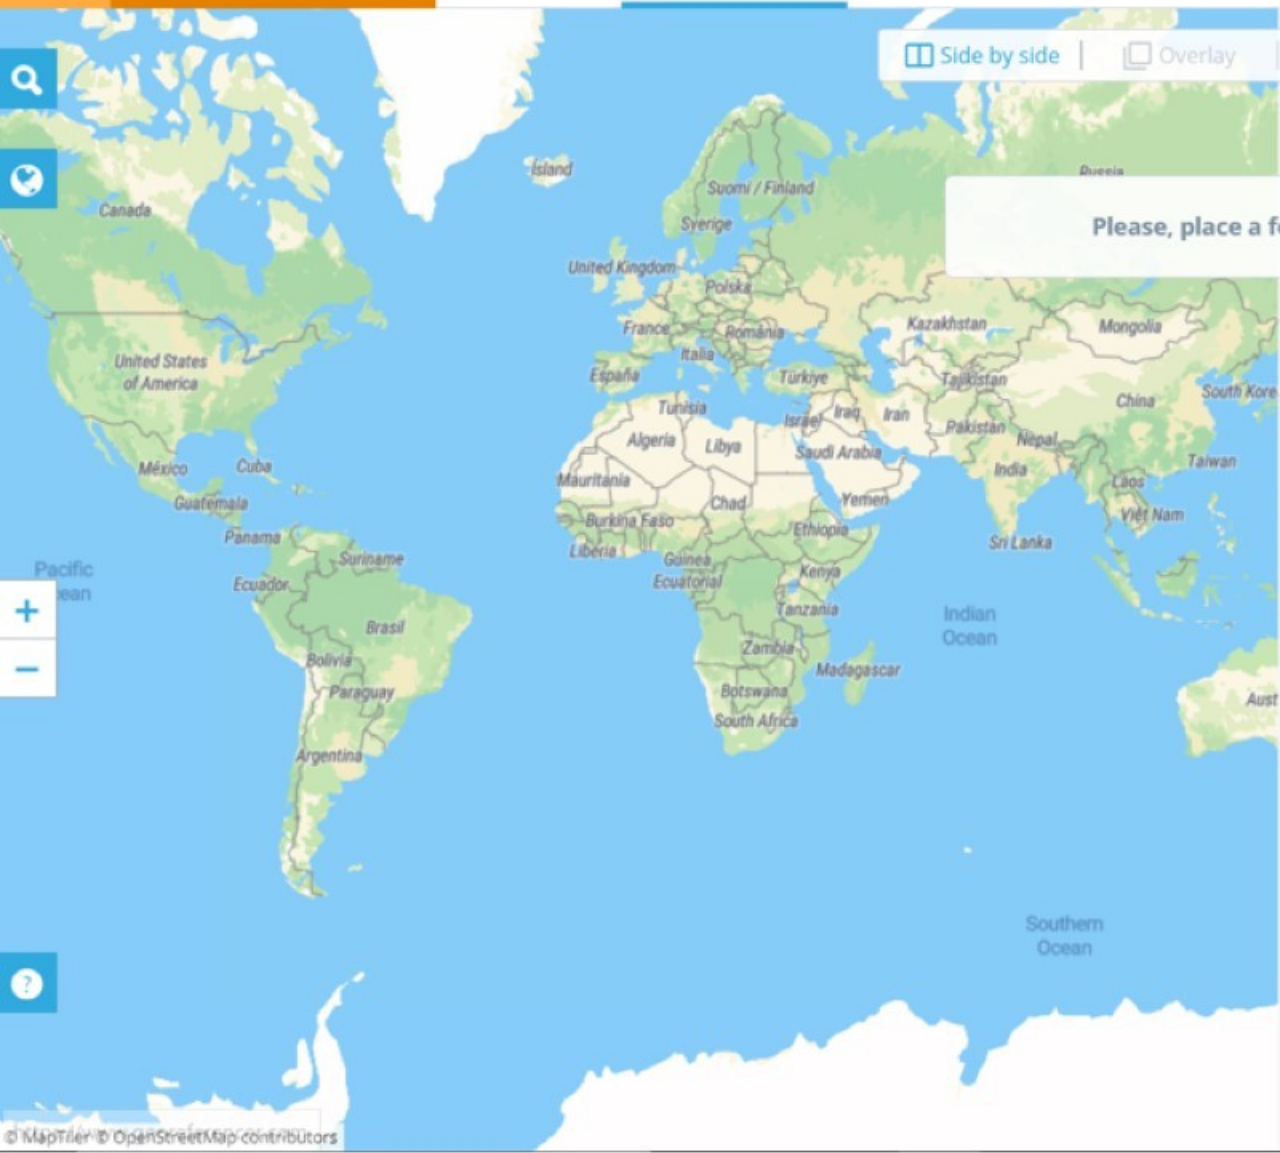 Side by side
Overlay
Ísland
Russia
Suomi / Finland
Canada
Sverige
Please, place a f
United Kingdom
Polska
France
România
Kazakhstan
Mongolia
Italia
United States
of America
España
Türkiye
Tajikistan
China
South Kore
Tunisia
Israel
Iraq
Iran
Pakistan
Algeria
Libya
Nepal
Saudi Arabia
México
Cuba
Mauritania
India
Taiwan
Laos
Guatemala
Chad
Yemen
Việt Nam
Burkina Faso
Ethiopia
Panama
Liberia
Sri Lanka
Suriname
Guinea
Ecuatorial
Pacific
ean
Ecuador
Kenya
Tanzania
Indian
Ocean
Brasil
Zambia
Bolivia
Madagascar
Paraguay
Botswana
Aust
South Africa
Argentina
Southern
Ocean
© MapTiler © OpenStreetMap contributors